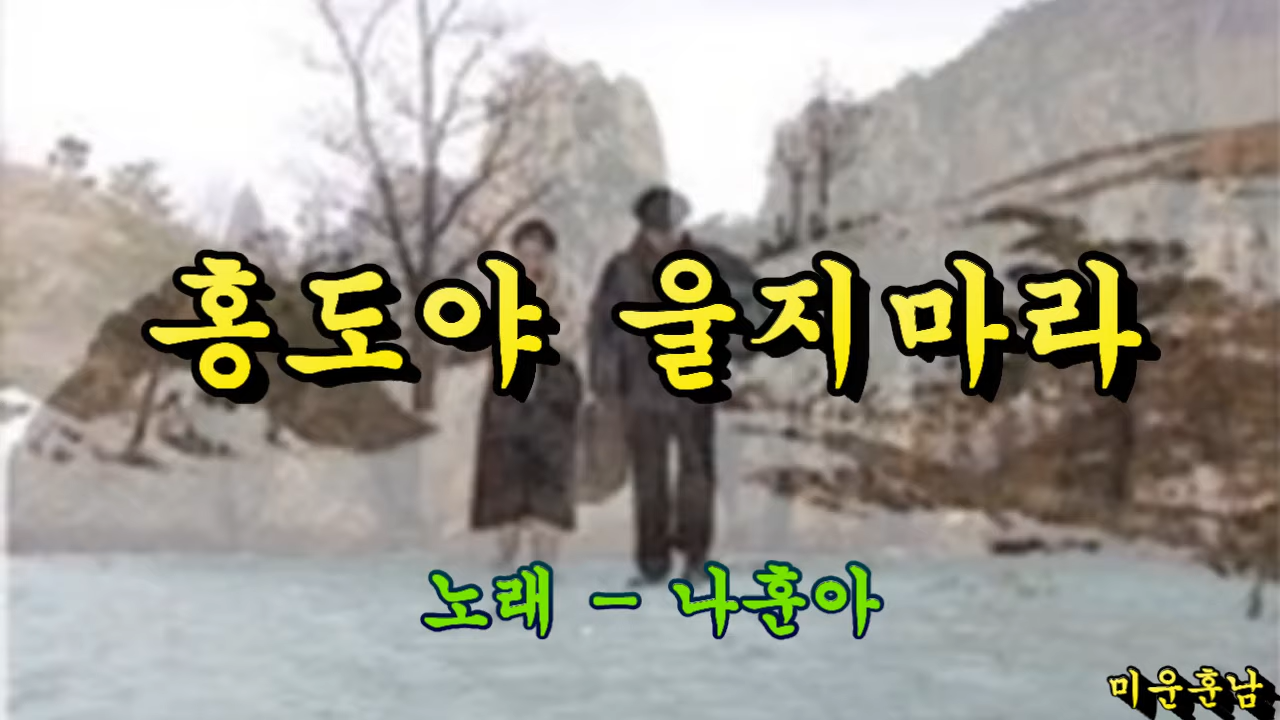 홍도야 울지마라
노래 - 나훈아
미운훈남